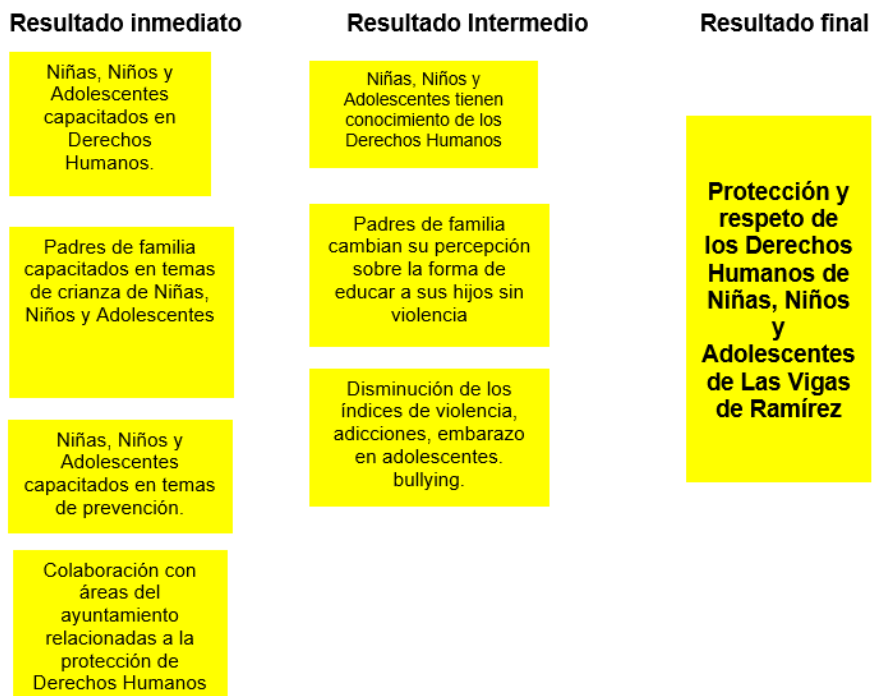 Resultado inmediato
Niñas, Niños y
Adolescentes
capacitados en
Derechos
Humanos.
Padres de familia
capacitados en temas
de crianza de Niñas,
Niños y Adolescentes
Niñas, Niños y
Adolescentes
capacitados en temas
de prevención.
Colaboración con
áreas del
ayuntamiento
relacionadas a la
protección de
Derechos Humanos
Resultado Intermedio
Niñas, Niños y
Adolescentes tienen
conocimiento de los
Derechos Humanos
Padres de familia
cambian su percepción
sobre la forma de
educar a sus hijos sin
violencia
Disminución de los
índices de violencia,
adicciones, embarazo
en adolescentes.
bullying.
Resultado final
Protección y
respeto de
los Derechos
Humanos de
Niñas, Niños
y
Adolescentes
de Las Vigas
de Ramírez